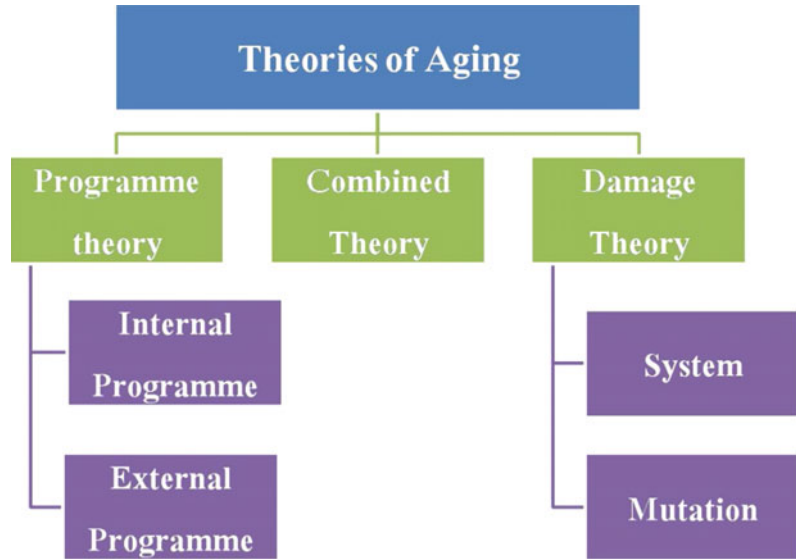 Theories of Aging
Programme
theory
Combined
Theory
Damage
Theory
Internal
Programme
System
External
Programme
Mutation